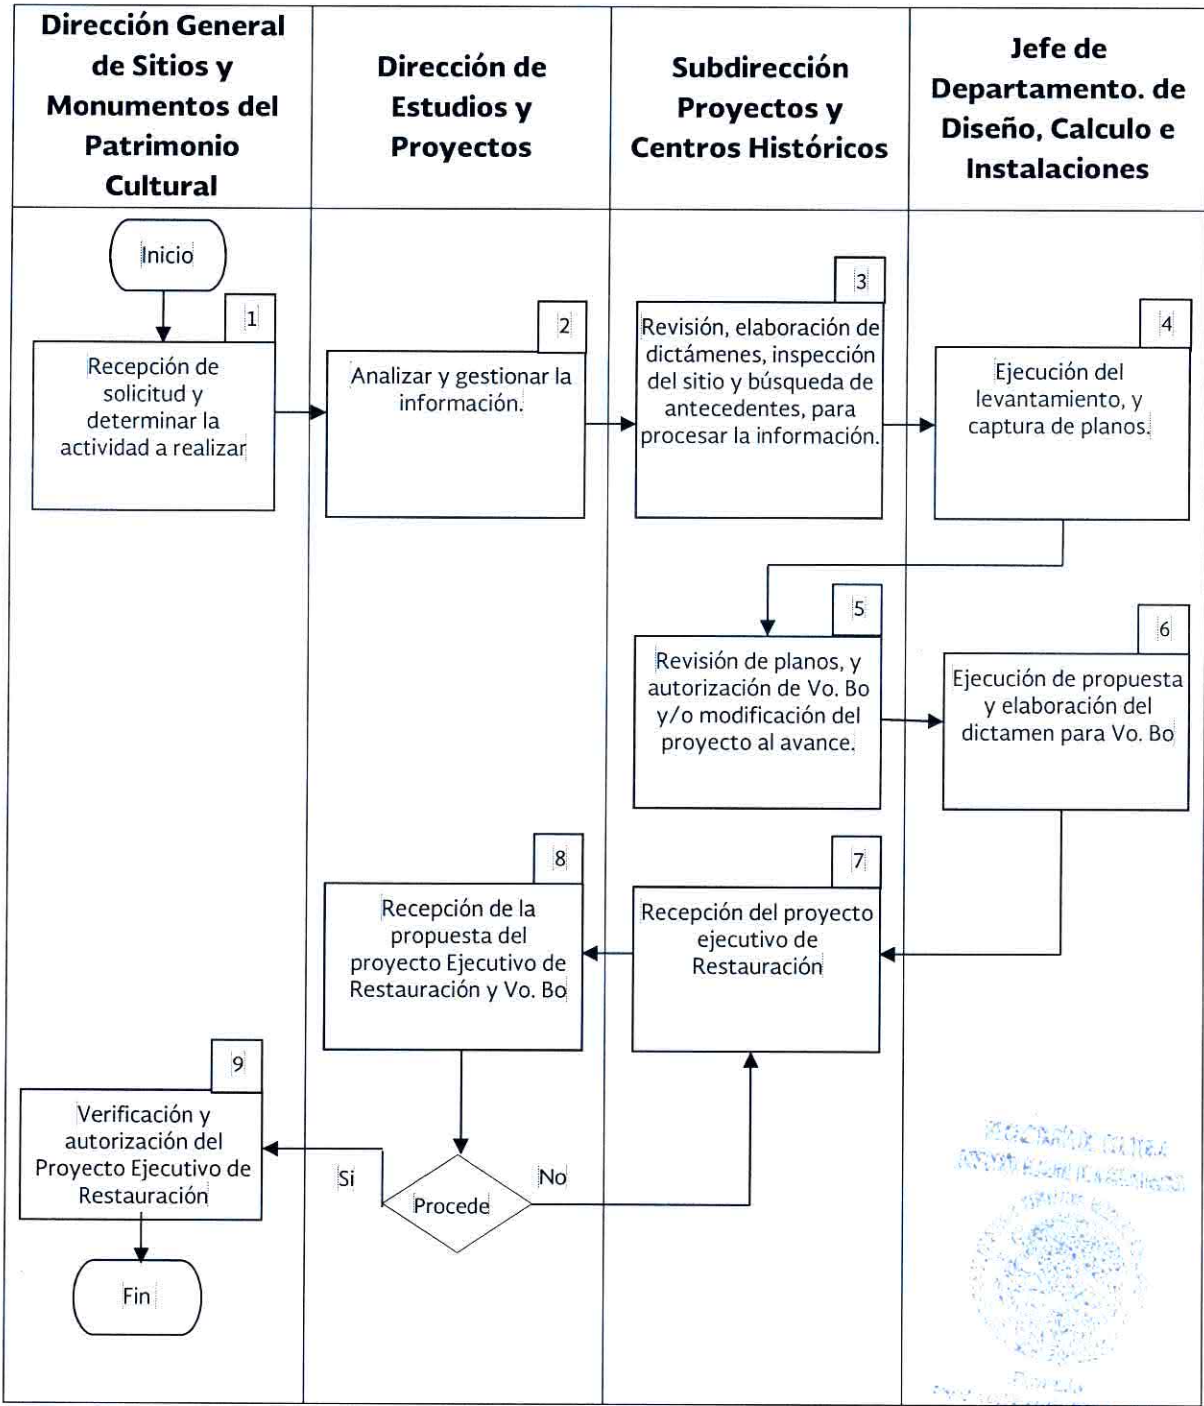 Dirección General
de Sitios y
Monumentos del
Patrimonio
Cultural
Dirección de
Estudios y
Proyectos
Subdirección
Proyectos y
Centros Históricos
Jefe de
Departamento. de
Diseño, Calculo e
Instalaciones
Inicio
1
Recepción de
solicitud y
determinar la
actividad a realizar
2
Analizar y gestionar la
información.
3
Revisión, elaboración de
dictámenes, inspección
del sitio y búsqueda de
antecedentes, para
procesar la información.
4
Ejecución del
levantamiento, y
captura de planos.
5
Revisión de planos, y
autorización de Vo. Bo
y/o modificación del
proyecto al avance.
6
Ejecución de propuesta
y elaboración del
dictamen para Vo. Bo
7
Recepción del proyecto
ejecutivo de
Restauración
8
Recepción de la
propuesta del
proyecto Ejecutivo de
Restauración y Vo. Bo
Procede
Si
No
9
Verificación y
autorización del
Proyecto Ejecutivo de
Restauración
Fin